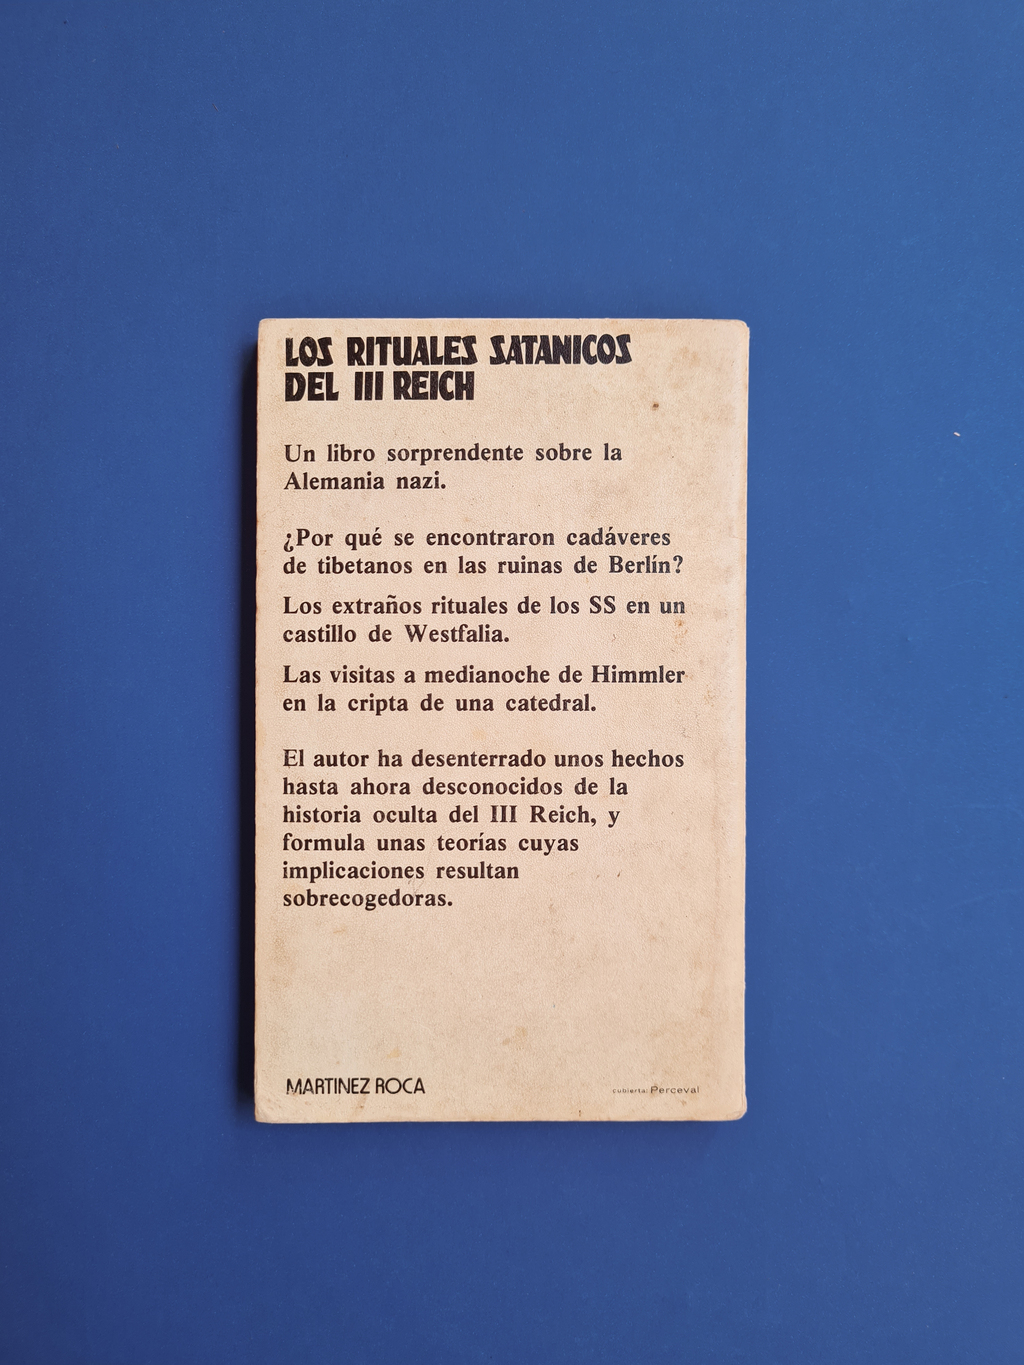 LOS RITUALES SATANICOS
DEL III REICH
Un libro sorprendente sobre la
Alemania nazi.
¿Por qué se encontraron cadáveres
de tibetanos en las ruinas de Berlín?
Los extraños rituales de los SS en un
castillo de Westfalia.
Las visitas a medianoche de Himmler
en la cripta de una catedral.
El autor ha desenterrado unos hechos
hasta ahora desconocidos de la
historia oculta del III Reich, y
formula unas teorías cuyas
implicaciones resultan
sobrecogedoras.
MARTINEZ ROCA
cubierta: Perceval